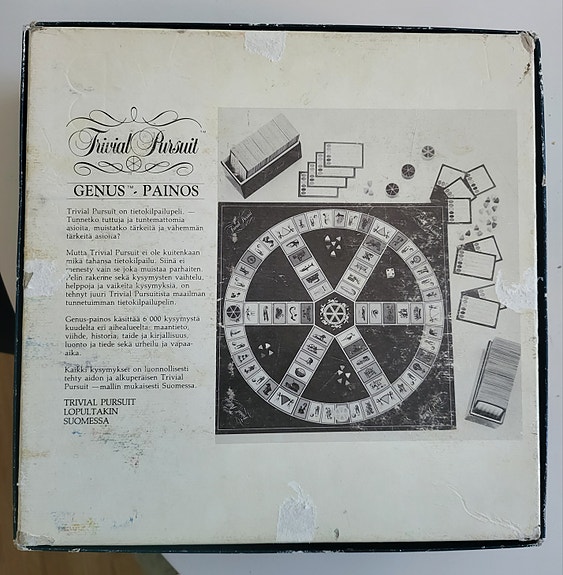 Trivial Pursuit™
GENUS™- PAINOS
Trivial Pursuit on tietokilpailupeli. —
Tunnetko tuttuja ja tuntemattomia
asioita, muistatko tärkeitä ja vähemmän
tärkeitä asioita?
Mutta Trivial Pursuit ei ole kuitenkaan
mikä tahansa tietokilpailu. Siinä ei
menesty vain se joka muistaa parhaiten.
Pelin rakenne sekä kysymysten vaihtelu,
helppoja ja vaikeita kysymyksiä, on
tehnyt juuri Trivial Pursuitista maailman
tunnetuimman tietokilpailupelin.
Genus-painos käsittää 6 000 kysymystä
kuudelta eri aihealueelta: maantieto,
viihde, historia, taide ja kirjallisuus,
luonto ja tiede sekä urheilu ja vapaa-
aika.
Kaikki kysymykset on luonnollisesti
tehty aidon ja alkuperäisen Trivial
Pursuit —mallin mukaisesti Suomessa.
TRIVIAL PURSUIT
LOPULTAKIN
SUOMESSA